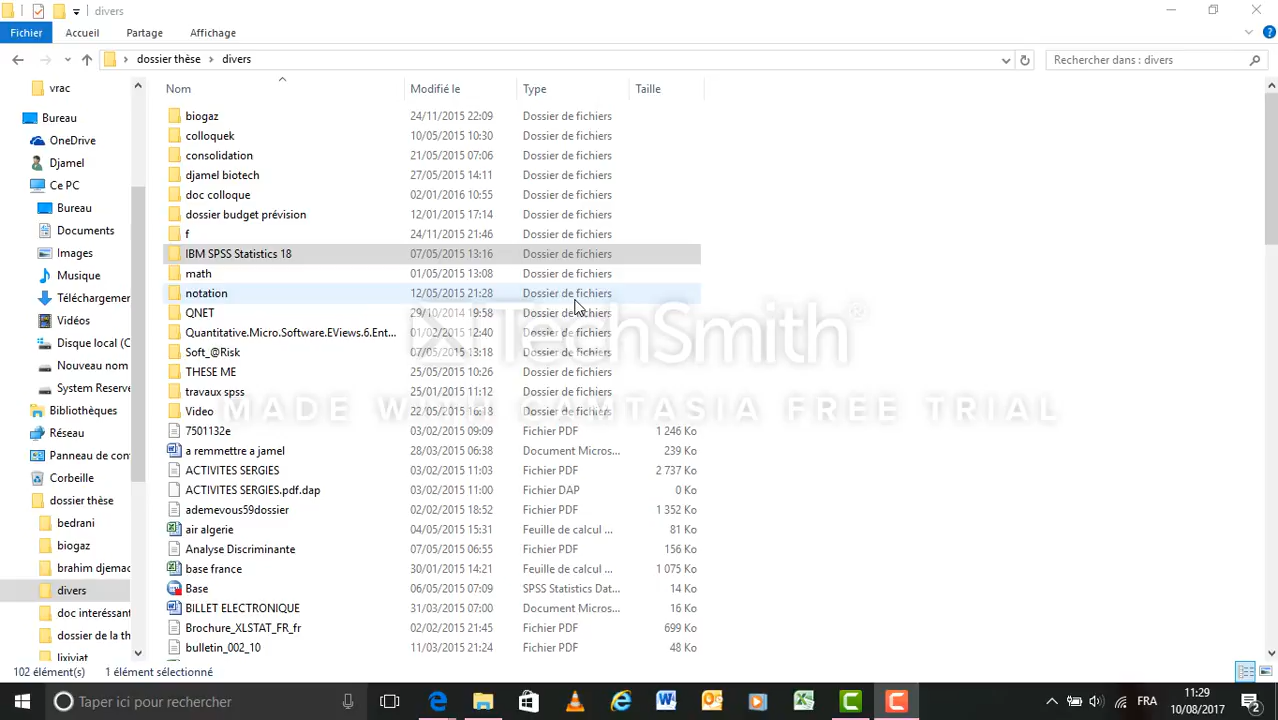 divers
Fichier Accueil Partage Affichage
dossier thèse › divers
Rechercher dans : divers
vrac
Bureau
OneDrive
Djamel
Ce PC
Bureau
Documents
Images
Musique
Téléchargemer
Vidéos
Disque local (C
Nouveau nom
System Reserve
Bibliothèques
Réseau
Panneau de con
Corbeille
dossier thèse
bedrani
biogaz
brahim djemac
divers
doc interéssant
dossier de la th
lixiviat
Nom Modifié le Type Taille
biogaz 24/11/2015 22:09 Dossier de fichiers
colloquek 10/05/2015 10:30 Dossier de fichiers
consolidation 21/05/2015 07:06 Dossier de fichiers
djamel biotech 27/05/2015 14:11 Dossier de fichiers
doc colloque 02/01/2016 10:55 Dossier de fichiers
dossier budget prévision 12/01/2015 17:14 Dossier de fichiers
f 24/11/2015 21:46 Dossier de fichiers
IBM SPSS Statistics 18 07/05/2015 13:16 Dossier de fichiers
math 01/05/2015 13:08 Dossier de fichiers
notation 12/05/2015 21:28 Dossier de fichiers
QNET 29/10/2014 19:58 Dossier de fichiers
Quantitative.Micro.Software.EViews.6.Ent... 01/02/2015 12:40 Dossier de fichiers
Soft_@Risk 07/05/2015 13:18 Dossier de fichiers
THESE ME 25/05/2015 10:26 Dossier de fichiers
travaux spss 25/01/2015 11:12 Dossier de fichiers
Video 22/05/2015 16:18 Dossier de fichiers
7501132e 03/02/2015 09:09 Fichier PDF 1 246 Ko
a remmettre a jamel 28/03/2015 06:38 Document Micros... 239 Ko
ACTIVITES SERGIES 03/02/2015 11:03 Fichier PDF 2 737 Ko
ACTIVITES SERGIES.pdf.dap 03/02/2015 11:00 Fichier DAP 0 Ko
ademevous59dossier 02/02/2015 18:52 Fichier PDF 1 352 Ko
air algerie 04/05/2015 15:31 Feuille de calcul ... 81 Ko
Analyse Discriminante 07/05/2015 06:55 Fichier PDF 156 Ko
base france 30/01/2015 14:21 Feuille de calcul ... 1 075 Ko
Base 06/05/2015 07:09 SPSS Statistics Dat... 14 Ko
BILLET ELECTRONIQUE 31/03/2015 07:00 Document Micros... 16 Ko
Brochure_XLSTAT_FR_fr 02/02/2015 21:45 Fichier PDF 699 Ko
bulletin_002_10 11/03/2015 21:24 Fichier PDF 48 Ko
TechSmith®
MADE WITH CAMTASIA FREE TRIAL
102 élément(s) 1 élément sélectionné
Taper ici pour rechercher
FRA
11:29
10/08/2017
2